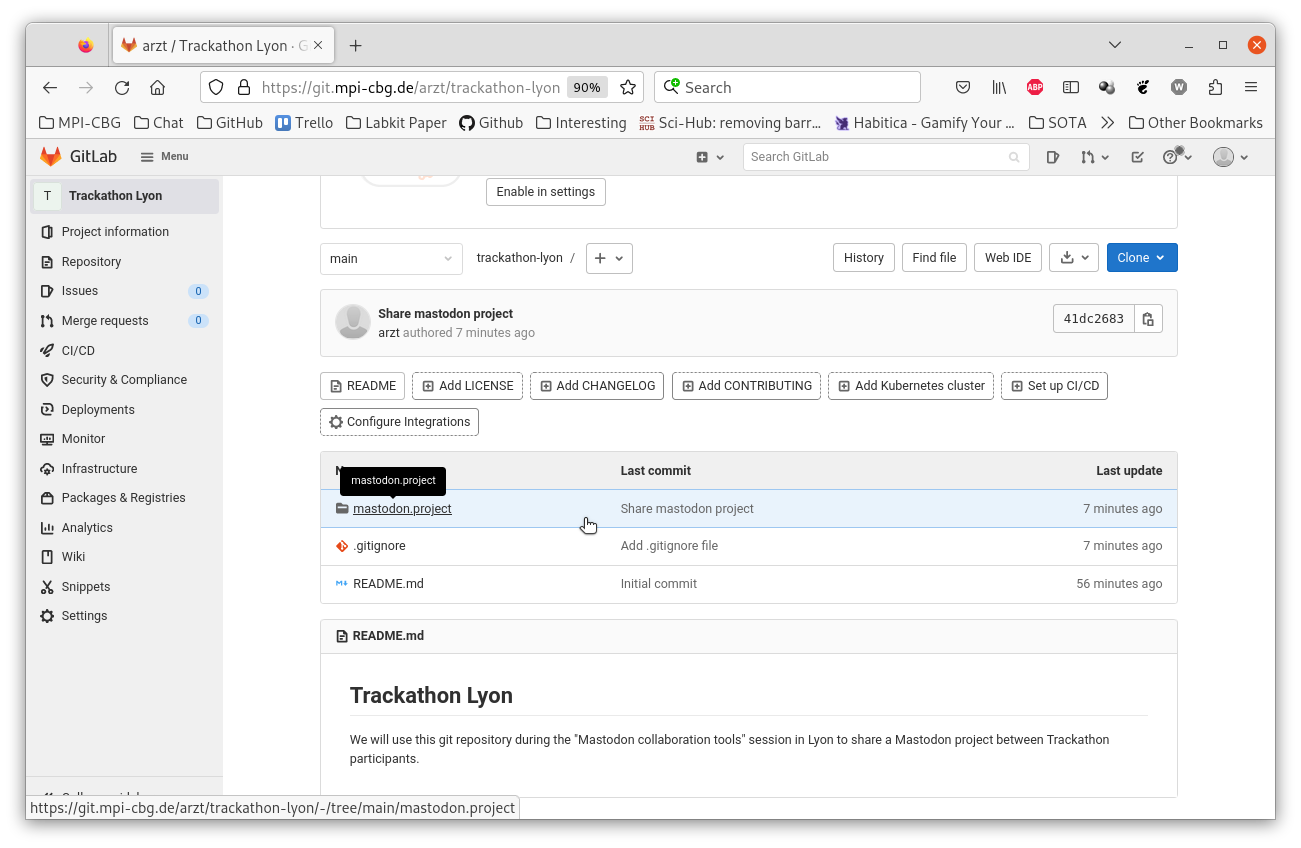 arzt / Trackathon Lyon · G
https://git.mpi-cbg.de/arzt/trackathon-lyon 90% Search
MPI-CBG Chat GitHub Trello Labkit Paper Github Interesting SCI HUB Sci-Hub: removing barr... Habitica - Gamify Your ... SOTA Other Bookmarks
GitLab Menu Search GitLab
T Trackathon Lyon
Project information
Repository
Issues 0
Merge requests 0
CI/CD
Security & Compliance
Deployments
Monitor
Infrastructure
Packages & Registries
Analytics
Wiki
Snippets
Settings
Enable in settings
main trackathon-lyon / + History Find file Web IDE Clone
Share mastodon project
arzt authored 7 minutes ago
41dc2683
README Add LICENSE Add CHANGELOG Add CONTRIBUTING Add Kubernetes cluster Set up CI/CD
Configure Integrations
Last commit Last update
mastodon.project
mastodon.project Share mastodon project 7 minutes ago
.gitignore Add .gitignore file 7 minutes ago
README.md Initial commit 56 minutes ago
README.md
Trackathon Lyon
We will use this git repository during the "Mastodon collaboration tools" session in Lyon to share a Mastodon project between Trackathon
participants.
https://git.mpi-cbg.de/arzt/trackathon-lyon/-/tree/main/mastodon.project